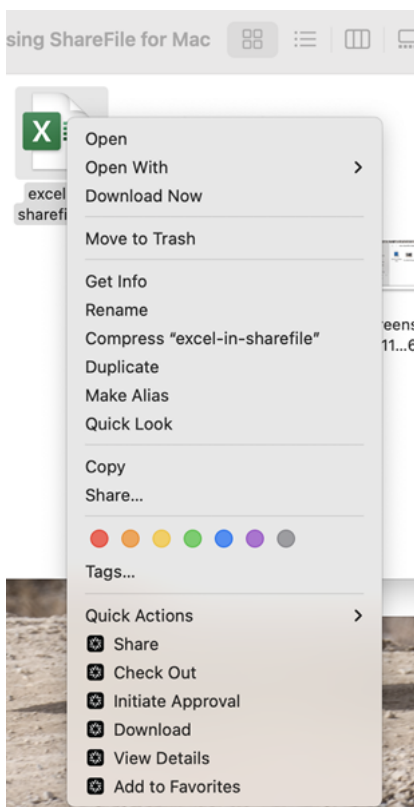 sing ShareFile for Mac
X
excel
sharefi
Open
Open With
Download Now
Move to Trash
Get Info
Rename
Compress “excel-in-sharefile”
Duplicate
Make Alias
Quick Look
Copy
Share...
Tags...
Quick Actions
Share
Check Out
Initiate Approval
Download
View Details
Add to Favorites
eens
11...6